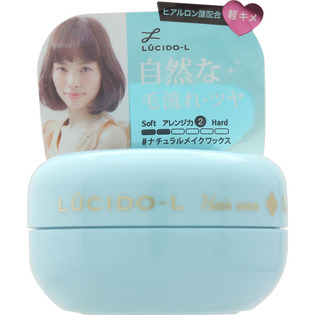 ヒアルロン酸配合
軽キメ
LÚCIDO-L
自然な
毛流れツヤ
Soft アレンジ力 2 Hard
#ナチュラルメイクワックス
LÚCIDO-L